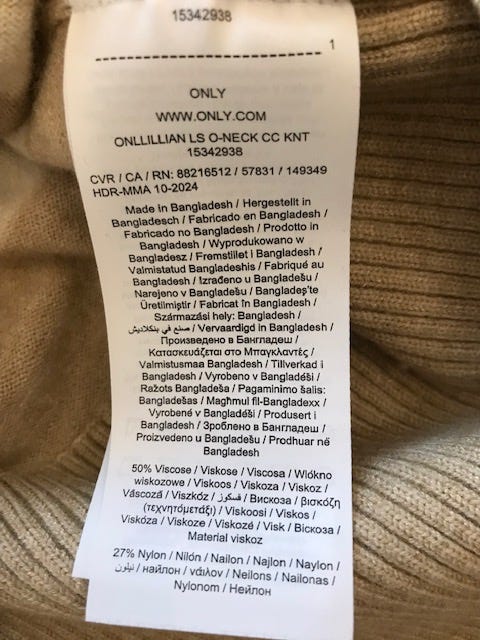 15342938
1
ONLY
WWW.ONLY.COM
ONLLILLIAN LS O-NECK CC KNT
15342938
CVR / CA / RN: 88216512 / 57831 / 149349
HDR-MMA 10-2024
Made in Bangladesh / Hergestellt in
Bangladesch / Fabricado en Bangladesh /
Fabricado no Bangladesh / Prodotto in
Bangladesh / Wyprodukowano w
Bangladesz / Fremstillet i Bangladesh /
Valmistatud Bangladeshis / Fabriqué au
Bangladesh / Izrađeno u Bangladešu /
Narejeno v Bangladešu / Bangladeş'te
Üretilmiştir / Fabricat în Bangladesh /
Származási hely: Bangladesh /
صنع في بنكلاديش / Vervaardigd in Bangladesh /
Произведено в Бангладеш /
Κατασκευάζεται στο Μπαγκλαντές /
Valmistusmaa Bangladesh / Tillverkad i
Bangladesh / Vyrobeno v Bangladéši /
Ražots Bangladeša / Pagaminimo šalis:
Bangladešas / Magħmul fil-Bangladexx /
Vyrobené v Bangladéši / Produsert i
Bangladesh / Зроблено в Бангладеш /
Proizvedeno u Bangladešu / Prodhuar në
Bangladesh
50% Viscose / Viskose / Viscosa / Włókno
wiskozowe / Viskoos / Viskoza / Viskoz /
Vâscoză / Viszkóz / فسكوز / Вискоза / βισκόζη
(τεχνητόμετάξι) / Viskoosi / Viskos /
Viskóza / Viskoze / Viskozé / Visk / Віскоза /
Material viskoz
27% Nylon / Nilón / Nailon / Najlon / Naylon /
نيلون / найлон / νάιλον / Neilons / Nailonas /
Nylonom / Нейлон